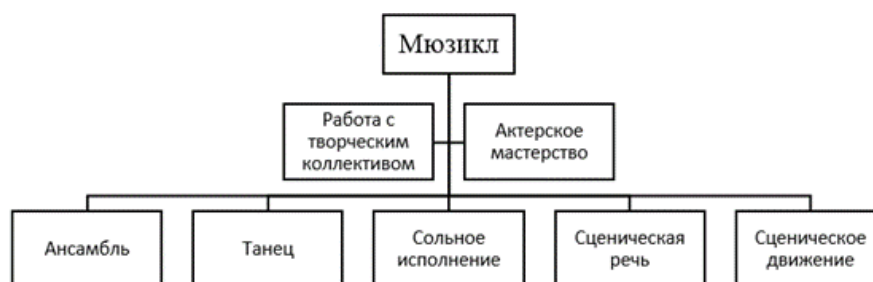 Мюзикл
Работа с
творческим
коллективом
Актерское
мастерство
Ансамбль
Танец
Сольное
исполнение
Сценическая
речь
Сценическое
движение